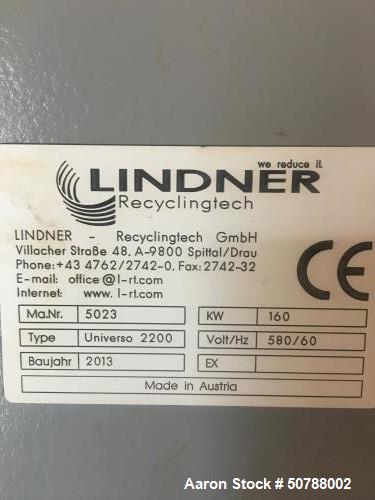 we reduce it.
LINDNER
Recyclingtech
LINDNER - Recyclingtech GmbH
Villacher Straße 48, A-9800 Spittal/Drau
Phone:+43 4762/2742-0, Fax:2742-32
E-mail: office@l-rt.com
Internet: www. l-rt.com
CE
Ma.Nr. 5023 KW 160
Type Universo 2200 Volt/Hz 580/60
Baujahr 2013 EX
Made in Austria
Aaron Stock # 50788002